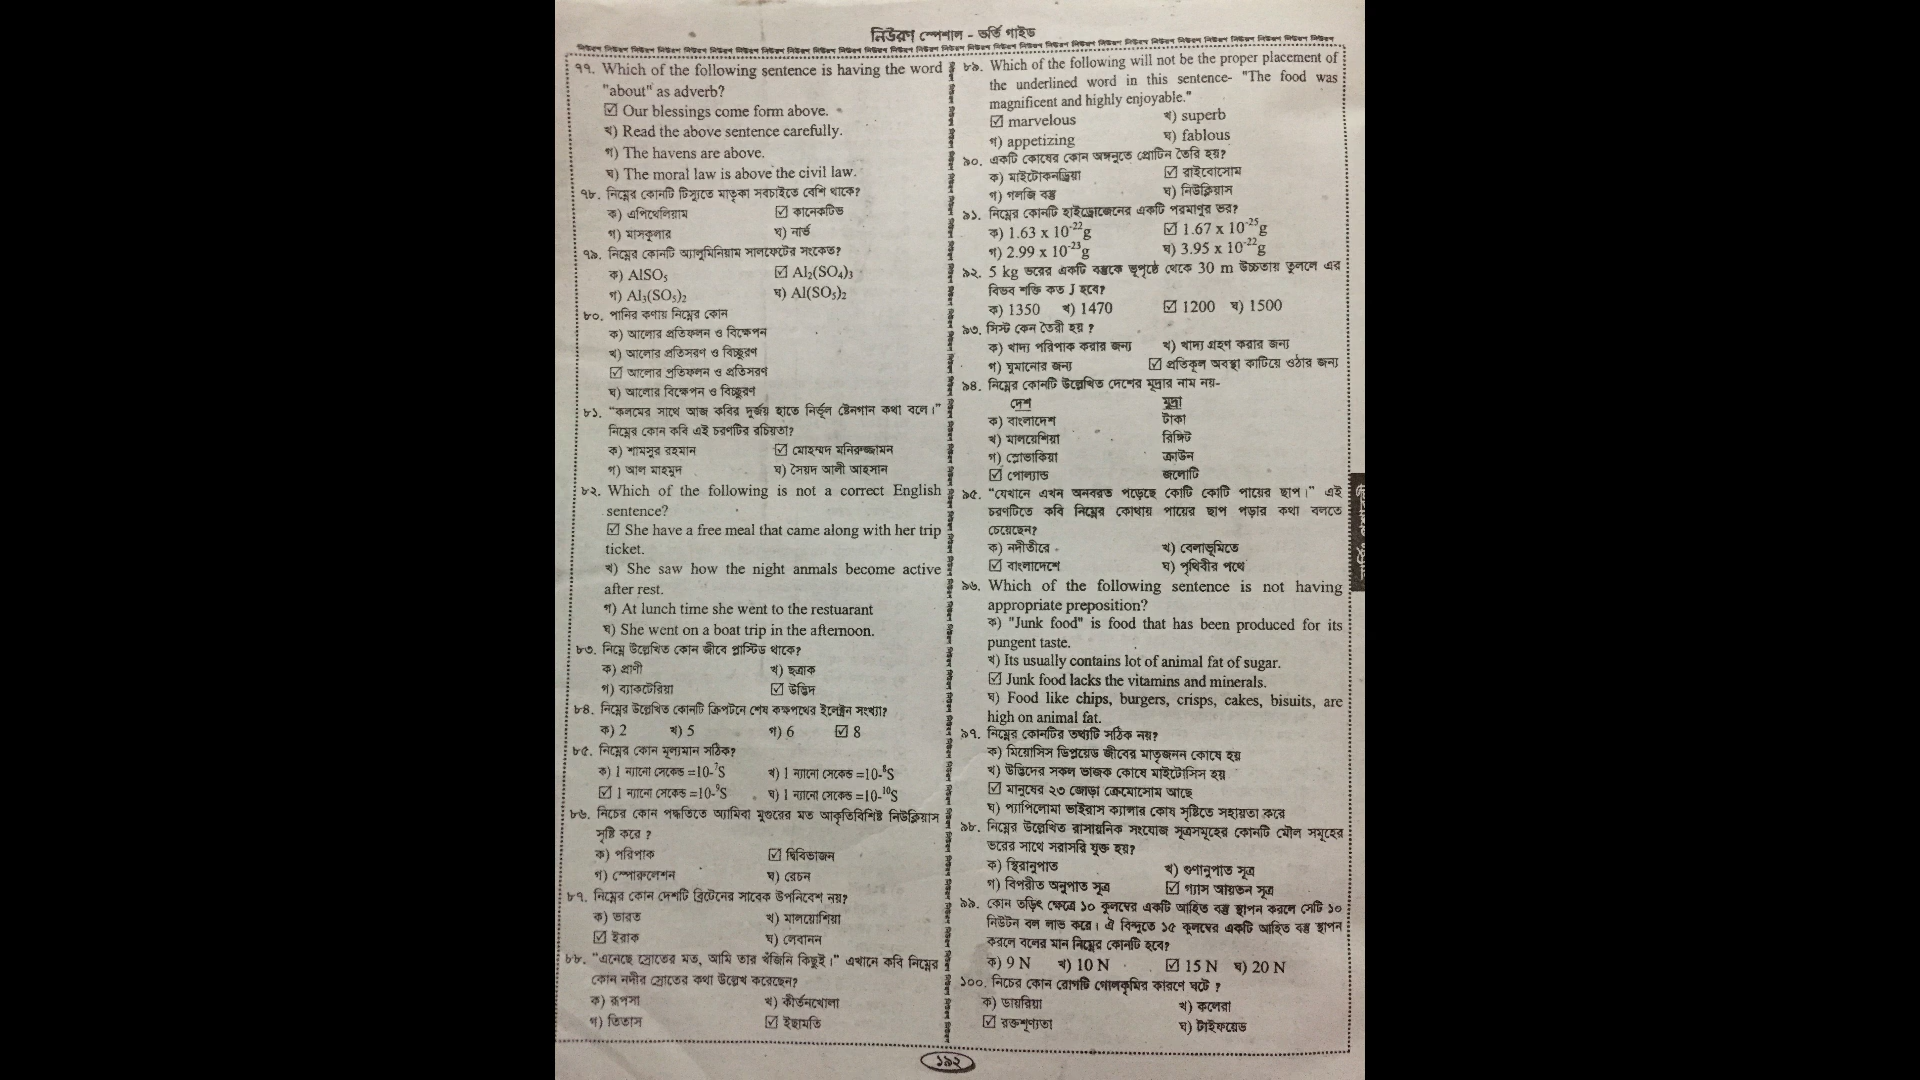 নিউরণ স্পেশাল - ভর্তি গাইড
৭৭. Which of the following sentence is having the word
"about" as adverb?
☑ Our blessings come form above.
খ) Read the above sentence carefully.
গ) The havens are above.
ঘ) The moral law is above the civil law.
৭৮. নিম্নের কোনটি টিস্যুতে মাতৃকা সবচাইতে বেশি থাকে?
ক) এপিথেলিয়াম ☑ কানেকটিভ
গ) মাসকুলার ঘ) নার্ভ
৭৯. নিম্নের কোনটি অ্যালুমিনিয়াম সালফেটের সংকেত?
ক) AlSO₅ ☑ Al₂(SO₄)₃
গ) Al₃(SO₅)₂ ঘ) Al(SO₅)₂
৮০. পানির কণায় নিম্নের কোন
ক) আলোর প্রতিফলন ও বিক্ষেপন
খ) আলোর প্রতিসরণ ও বিচ্ছুরণ
☑ আলোর প্রতিফলন ও প্রতিসরণ
ঘ) আলোর বিক্ষেপন ও বিচ্ছুরণ
৮১. “কলমের সাথে আজ কবির দুর্জয় হাতে নির্ভুল ষ্টেনগান কথা বলে।”
নিম্নের কোন কবি এই চরণটির রচিয়তা?
ক) শামসুর রহমান ☑ মোহম্মদ মনিরুজ্জামন
গ) আল মাহমুদ ঘ) সৈয়দ আলী আহসান
৮২. Which of the following is not a correct English
sentence?
☑ She have a free meal that came along with her trip
ticket.
খ) She saw how the night anmals become active
after rest.
গ) At lunch time she went to the restuarant
ঘ) She went on a boat trip in the afternoon.
৮৩. নিম্নে উল্লেখিত কোন জীবে প্লাস্টিড থাকে?
ক) প্রাণী খ) ছত্রাক
গ) ব্যাকটেরিয়া ☑ উদ্ভিদ
৮৪. নিম্নের উল্লেখিত কোনটি ক্রিপটনে শেষ কক্ষপথের ইলেক্ট্রন সংখ্যা?
ক) 2 খ) 5 গ) 6 ☑ 8
৮৫. নিম্নের কোন মূল্যমান সঠিক?
ক) 1 ন্যানো সেকেন্ড =10-⁷S খ) 1 ন্যানো সেকেন্ড =10-⁸S
☑ 1 ন্যানো সেকেন্ড =10-⁹S ঘ) 1 ন্যানো সেকেন্ড =10-¹⁰S
৮৬. নিচের কোন পদ্ধতিতে অ্যামিবা মুগুরের মত আকৃতিবিশিষ্ট নিউক্লিয়াস
সৃষ্টি করে ?
ক) পরিপাক ☑ দ্বিবিভাজন
গ) স্পোরুলেশন ঘ) রেচন
৮৭. নিম্নের কোন দেশটি ব্রিটেনের সাবেক উপনিবেশ নয়?
ক) ভারত খ) মালয়োশিয়া
☑ ইরাক ঘ) লেবানন
৮৮. “এনেছে স্রোতের মত, আমি তার খঁজিনি কিছুই।” এখানে কবি নিম্নের
কোন নদীর স্রোতের কথা উল্লেখ করেছেন?
ক) রূপসা খ) কীর্তনখোলা
গ) তিতাস ☑ ইছামতি
৮৯. Which of the following will not be the proper placement of
the underlined word in this sentence- "The food was
magnificent and highly enjoyable."
☑ marvelous খ) superb
গ) appetizing ঘ) fablous
৯০. একটি কোষের কোন অঙ্গনুতে প্রোটিন তৈরি হয়?
ক) মাইটোকনড্রিয়া ☑ রাইবোসোম
গ) গলজি বস্তু ঘ) নিউক্লিয়াস
৯১. নিম্নের কোনটি হাইড্রোজেনের একটি পরমাণুর ভর?
ক) 1.63 x 10⁻²²g ☑ 1.67 x 10⁻²⁵g
গ) 2.99 x 10⁻²³g ঘ) 3.95 x 10⁻²²g
৯২. 5 kg ভরের একটি বস্তুকে ভূপৃষ্ঠে থেকে 30 m উচ্চতায় তুললে এর
বিভব শক্তি কত J হবে?
ক) 1350 খ) 1470 ☑ 1200 ঘ) 1500
৯৩. সিস্ট কেন তৈরী হয় ?
ক) খাদ্য পরিপাক করার জন্য খ) খাদ্য গ্রহণ করার জন্য
গ) ঘুমানোর জন্য ☑ প্রতিকূল অবস্থা কাটিয়ে ওঠার জন্য
৯৪. নিম্নের কোনটি উল্লেখিত দেশের মূদ্রার নাম নয়-
দেশ মুদ্রা
ক) বাংলাদেশ টাকা
খ) মালয়েশিয়া রিঙ্গিট
গ) স্লোভাকিয়া ক্রাউন
☑ পোল্যান্ড জলোটি
৯৫. “যেখানে এখন অনবরত পড়েছে কোটি কোটি পায়ের ছাপ।” এই
চরণটিতে কবি নিম্নের কোথায় পায়ের ছাপ পড়ার কথা বলতে
চেয়েছেন?
ক) নদীতীরে খ) বেলাভূমিতে
☑ বাংলাদেশে ঘ) পৃথিবীর পথে
৯৬. Which of the following sentence is not having
appropriate preposition?
ক) "Junk food" is food that has been produced for its
pungent taste.
খ) Its usually contains lot of animal fat of sugar.
☑ Junk food lacks the vitamins and minerals.
ঘ) Food like chips, burgers, crisps, cakes, bisuits, are
high on animal fat.
৯৭. নিম্নের কোনটির তথ্যটি সঠিক নয়?
ক) মিয়োসিস ডিপ্লয়েড জীবের মাতৃজনন কোষে হয়
খ) উদ্ভিদের সকল ভাজক কোষে মাইটোসিস হয়
☑ মানুষের ২৩ জোড়া ক্রোমোসোম আছে
ঘ) প্যাপিলোমা ভাইরাস ক্যান্সার কোষ সৃষ্টিতে সহায়তা করে
৯৮. নিম্নের উল্লেখিত রাসায়নিক সংযোজ সূত্রসমূহের কোনটি মৌল সমূহের
ভরের সাথে সরাসরি যুক্ত হয়?
ক) স্থিরানুপাত খ) গুণানুপাত সূত্র
গ) বিপরীত অনুপাত সূত্র ☑ গ্যাস আয়তন সূত্র
৯৯. কোন তড়িৎ ক্ষেত্রে ১০ কুলম্বের একটি আহিত বস্তু স্থাপন করলে সেটি ১০
নিউটন বল লাভ করে। ঐ বিন্দুতে ১৫ কুলম্বের একটি আহিত বস্তু স্থাপন
করলে বলের মান নিম্নের কোনটি হবে?
ক) 9 N খ) 10 N ☑ 15 N ঘ) 20 N
১০০. নিচের কোন রোগটি গোলকৃমির কারণে ঘটে ?
ক) ডায়রিয়া খ) কলেরা
☑ রক্তশূণ্যতা ঘ) টাইফয়েড
১৯২